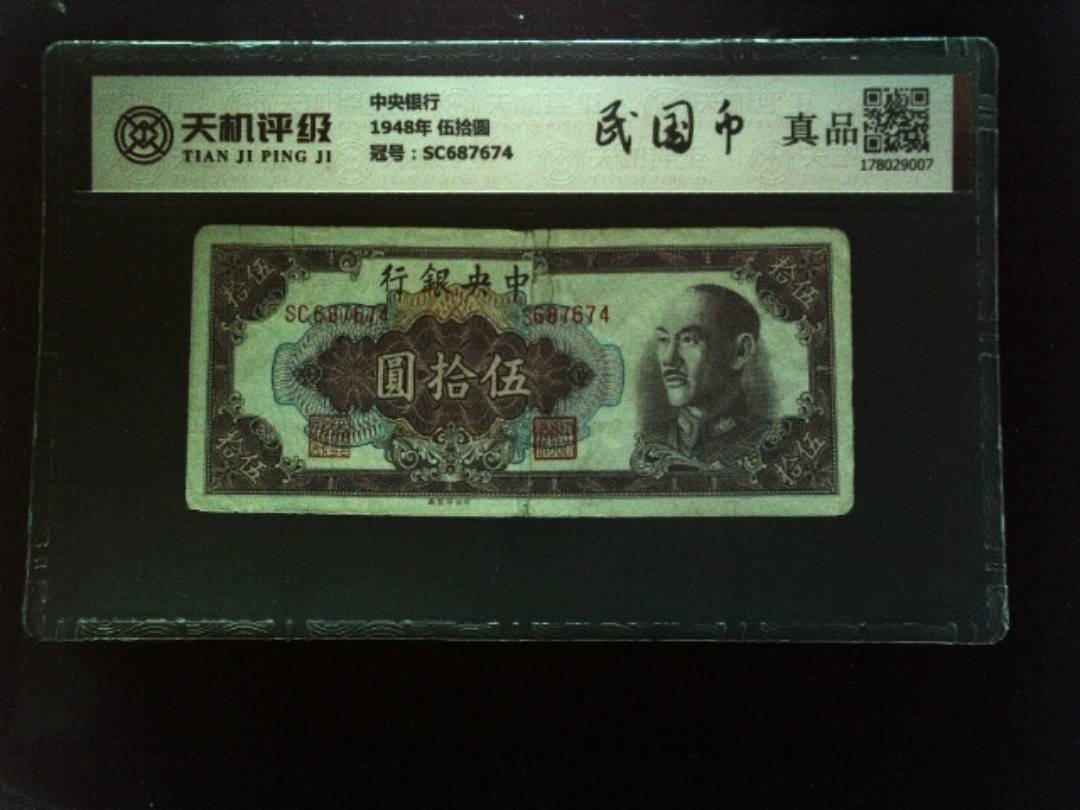 天机评级
TIAN JI PING JI
中央银行
1948年 伍拾圆
冠号：SC687674
民国币
真品
178029007
拾伍
行銀央中
拾伍
SC687674
S687674
圓拾伍
拾伍
拾伍